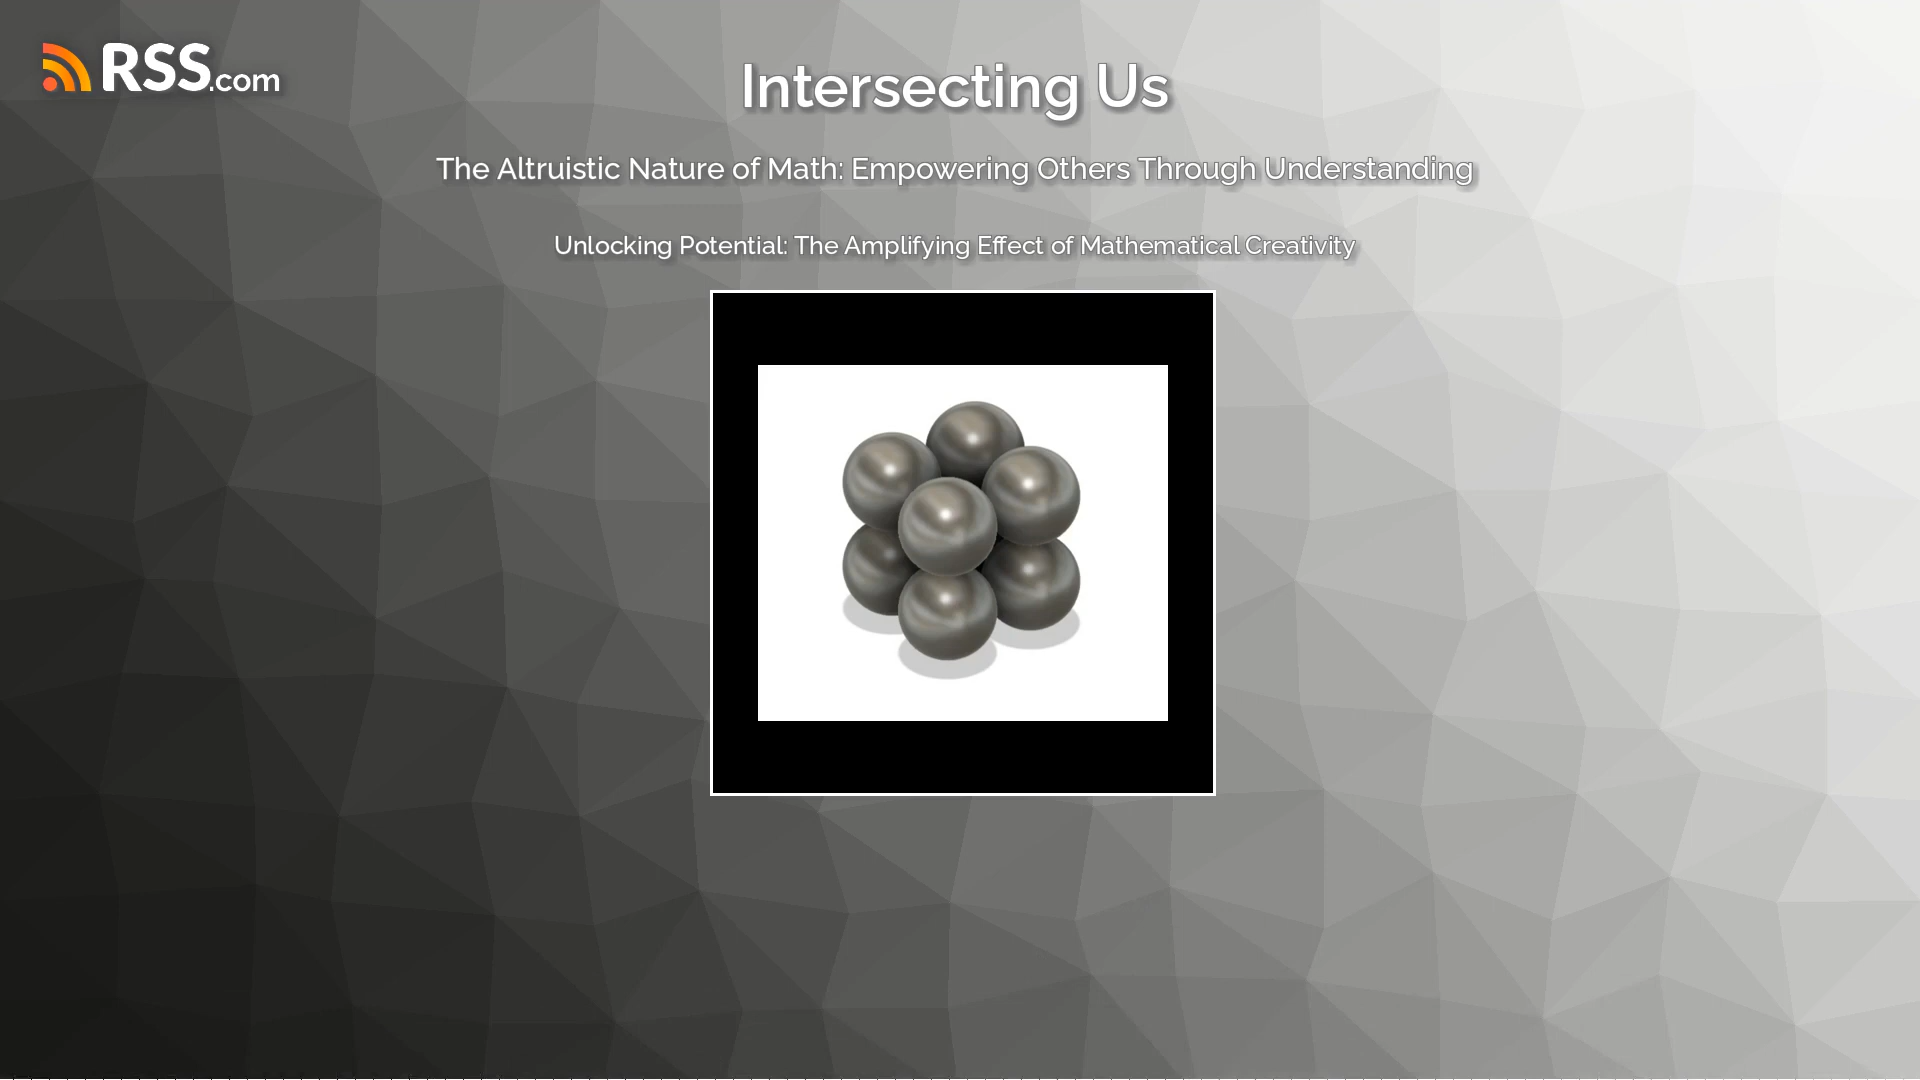 RSS.com
Intersecting Us
The Altruistic Nature of Math: Empowering Others Through Understanding
Unlocking Potential: The Amplifying Effect of Mathematical Creativity